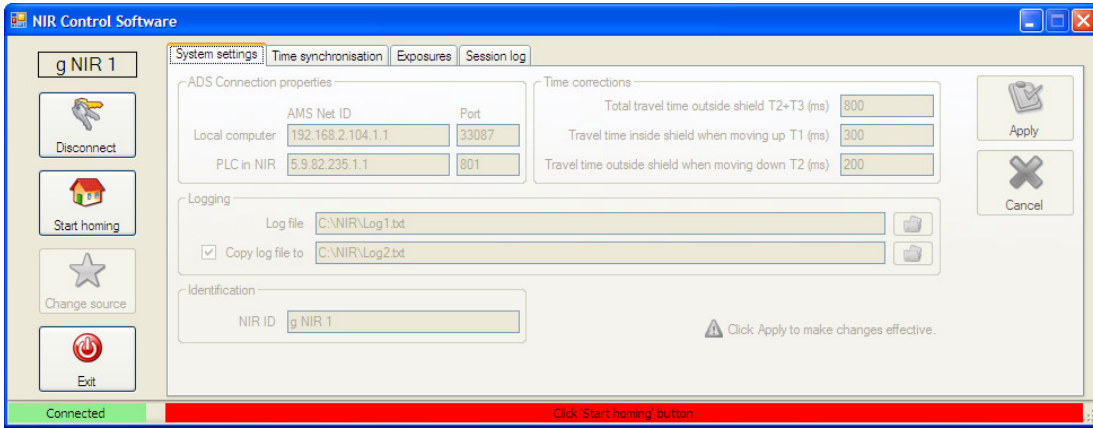 NIR Control Software
g NIR 1
Disconnect
Start homing
Change source
Exit
System settings Time synchronisation Exposures Session log
ADS Connection properties
AMS Net ID Port
Local computer 192.168.2.104.1.1 33087
PLC in NIR 5.9.82.235.1.1 801
Time corrections
Total travel time outside shield T2+T3 (ms) 800
Travel time inside shield when moving up T1 (ms) 300
Travel time outside shield when moving down T2 (ms) 200
Logging
Log file C:\NIR\Log1.txt
Copy log file to C:\NIR\Log2.txt
Identification
NIR ID g NIR 1
Click Apply to make changes effective.
Apply
Cancel
Connected Click 'Start homing' button